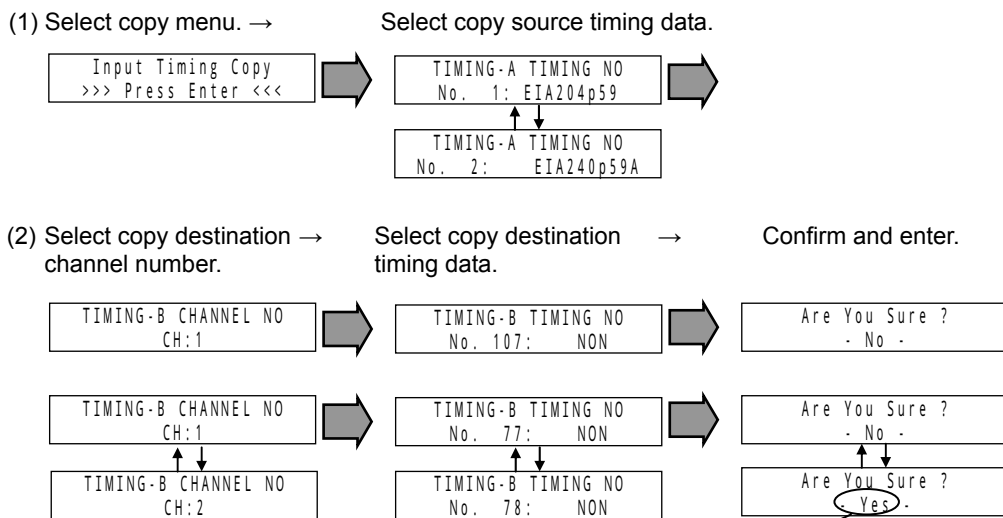 (1) Select copy menu. → Select copy source timing data.
Input Timing Copy
>>> Press Enter <<<
TIMING-A TIMING NO
No. 1: EIA204p59
TIMING-A TIMING NO
No. 2: EIA240p59A
(2) Select copy destination → channel number.
Select copy destination → timing data.
Confirm and enter.
TIMING-B CHANNEL NO
CH:1
TIMING-B TIMING NO
No. 107: NON
Are You Sure ?
- No -
TIMING-B CHANNEL NO
CH:1
TIMING-B TIMING NO
No. 77: NON
Are You Sure ?
- No -
TIMING-B CHANNEL NO
CH:2
TIMING-B TIMING NO
No. 78: NON
Are You Sure ?
- Yes -